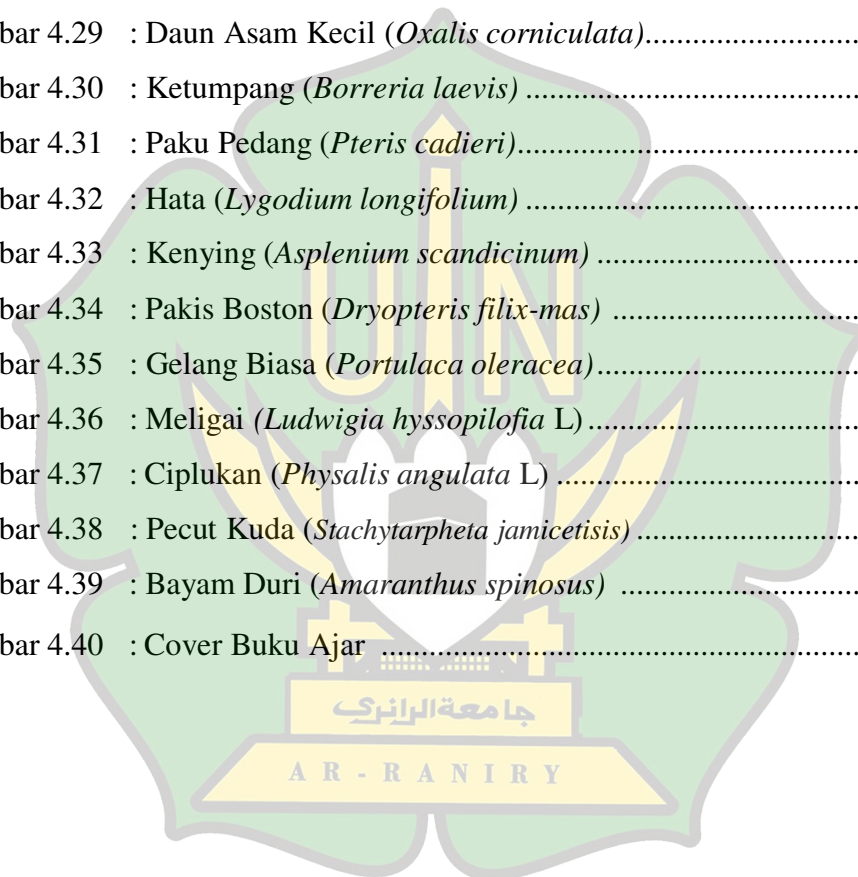 bar 4.29 : Daun Asam Kecil (Oxalis corniculata)...........................
bar 4.30 : Ketumpang (Borreria laevis) ..........................................
bar 4.31 : Paku Pedang (Pteris cadieri)...........................................
bar 4.32 : Hata (Lygodium longifolium) ..........................................
bar 4.33 : Kenying (Asplenium scandicinum) .................................
bar 4.34 : Pakis Boston (Dryopteris filix-mas) ...............................
bar 4.35 : Gelang Biasa (Portulaca oleracea).................................
bar 4.36 : Meligai (Ludwigia hyssopilofia L)..................................
bar 4.37 : Ciplukan (Physalis angulata L) ......................................
bar 4.38 : Pecut Kuda (Stachytarpheta jamicetisis) ............................
bar 4.39 : Bayam Duri (Amaranthus spinosus) ..............................
bar 4.40 : Cover Buku Ajar ............................................................
UIN
جامعةالرانري
AR-RANIRY